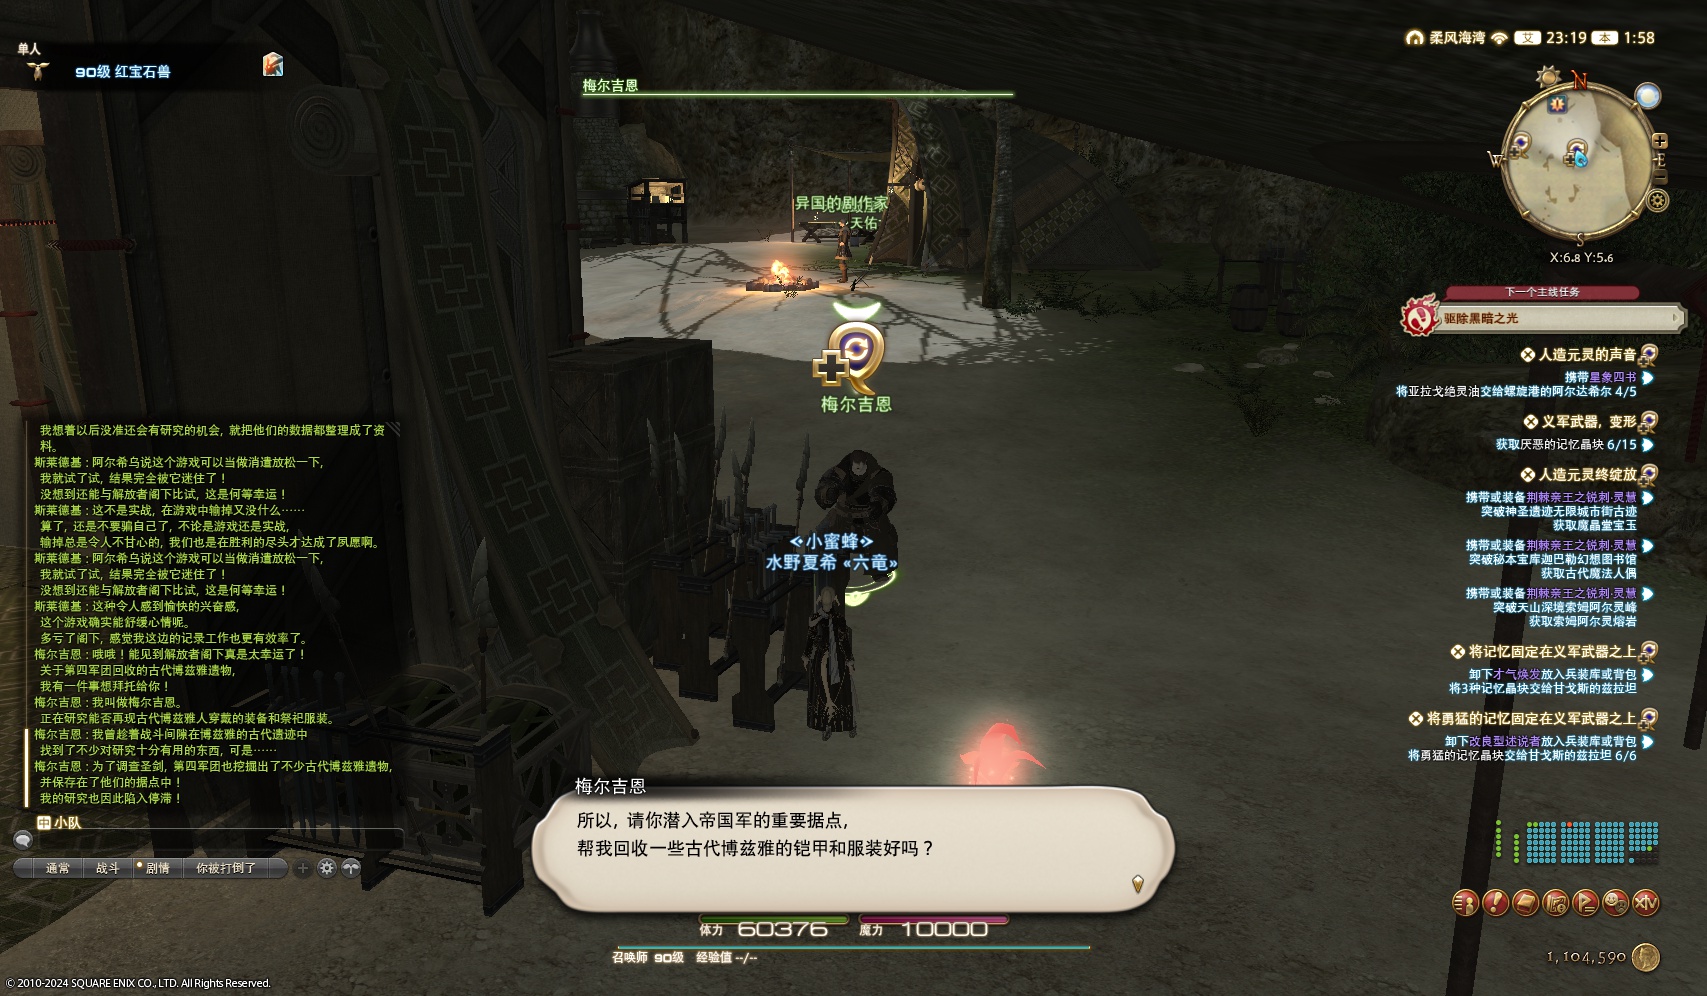 单人
90级 红宝石兽
梅尔吉恩
柔风海湾 艾 23:19 本 1:58
N
W
E
S
X:6.8 Y:5.6
异国的剧作家
天佑
梅尔吉恩
下一个主线任务
驱除黑暗之光
人造元灵的声音
携带星象四书
将亚拉戈绝灵油交给螺旋港的阿尔达希尔 4/5
义军武器，变形
获取厌恶的记忆晶块 6/15
人造元灵终绽放
携带或装备荆棘亲王之锐刺·灵慧
突破神圣遗迹无限城市街古迹
获取魔晶堂宝玉
携带或装备荆棘亲王之锐刺·灵慧
突破秘本宝库迦巴勒幻想图书馆
获取古代魔法人偶
携带或装备荆棘亲王之锐刺·灵慧
突破天山深境索姆阿尔灵峰
获取索姆阿尔灵熔岩
将记忆固定在义军武器之上
卸下才气焕发放入兵装库或背包
将3种记忆晶块交给甘戈斯的兹拉坦
将勇猛的记忆固定在义军武器之上
卸下改良型述说者放入兵装库或背包
将勇猛的记忆晶块交给甘戈斯的兹拉坦 6/6
我想着以后没准还会有研究的机会，就把他们的数据都整理成了资
料。
斯莱德基：阿尔希乌说这个游戏可以当做消遣放松一下，
我就试了试，结果完全被它迷住了！
没想到还能与解放者阁下比试，这是何等幸运！
斯莱德基：这不是实战，在游戏中输掉又没什么……
算了，还是不要骗自己了，不论是游戏还是实战，
输掉总是令人不甘心的，我们也是在胜利的尽头才达成了夙愿啊。
斯莱德基：阿尔希乌说这个游戏可以当做消遣放松一下，
我就试了试，结果完全被它迷住了！
没想到还能与解放者阁下比试，这是何等幸运！
斯莱德基：这种令人感到愉快的兴奋感，
这个游戏确实能舒缓心情呢。
多亏了阁下，感觉我这边的记录工作也更有效率了。
梅尔吉恩：哦哦！能见到解放者阁下真是太幸运了！
关于第四军团回收的古代博兹雅遗物，
我有一件事想拜托给你！
梅尔吉恩：我叫做梅尔吉恩。
正在研究能否再现古代博兹雅人穿戴的装备和祭祀服装。
梅尔吉恩：我曾趁着战斗间隙在博兹雅的古代遗迹中
找到了不少对研究十分有用的东西，可是……
梅尔吉恩：为了调查圣剑，第四军团也挖掘出了不少古代博兹雅遗物，
并保存在了他们的据点中！
我的研究也因此陷入停滞！
中 小队
通常 战斗 剧情 你被打倒了
小蜜蜂
水野夏希 «六竜»
梅尔吉恩
所以，请你潜入帝国军的重要据点，
帮我回收一些古代博兹雅的铠甲和服装好吗？
体力 60376 魔力 10000
召唤师 90级 经验值 --/--
XIV
1,104,590
© 2010-2024 SQUARE ENIX CO., LTD. All Rights Reserved.